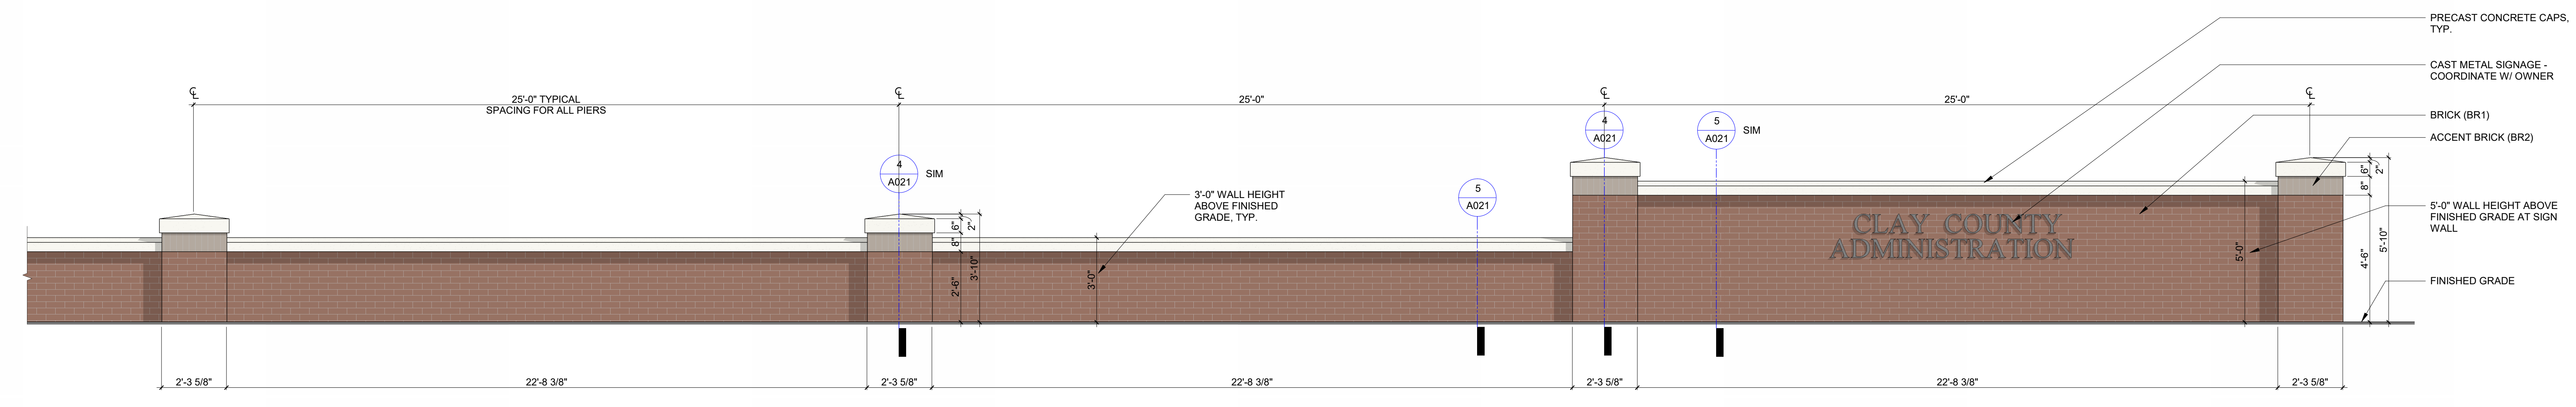 PRECAST CONCRETE CAPS,
TYP.
CAST METAL SIGNAGE -
COORDINATE W/ OWNER
℄
℄
℄
℄
25'-0" TYPICAL
SPACING FOR ALL PIERS
25'-0"
25'-0"
BRICK (BR1)
ACCENT BRICK (BR2)
4
A021
5
A021
SIM
4
A021
SIM
5
A021
3'-0" WALL HEIGHT
ABOVE FINISHED
GRADE, TYP.
6"
2"
8"
2'-6"
3'-10"
3'-0"
CLAY COUNTY
ADMINISTRATION
6"
2"
8"
5'-0"
4'-6"
5'-10"
5'-0" WALL HEIGHT ABOVE
FINISHED GRADE AT SIGN
WALL
FINISHED GRADE
2'-3 5/8"
22'-8 3/8"
2'-3 5/8"
22'-8 3/8"
2'-3 5/8"
22'-8 3/8"
2'-3 5/8"